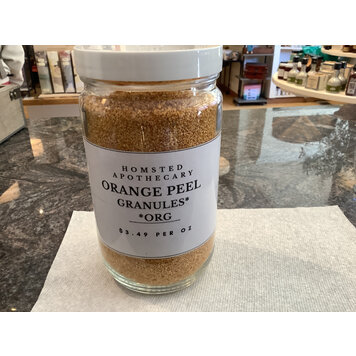 HOMSTED
APOTHECARY
ORANGE PEEL
GRANULES*
*ORG
$3.49 PER OZ